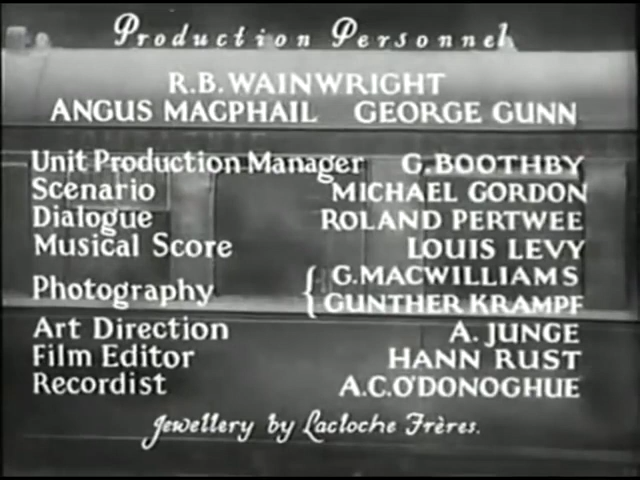 Production Personnel
R.B. WAINWRIGHT
ANGUS MACPHAIL GEORGE GUNN
Unit Production Manager G. BOOTHBY
Scenario MICHAEL GORDON
Dialogue ROLAND PERTWEE
Musical Score LOUIS LEVY
Photography { G. MACWILLIAMS
GUNTHER KRAMPF
Art Direction A. JUNGE
Film Editor HANN RUST
Recordist A.C. O'DONOGHUE
Jewellery by Lacloche Frères.